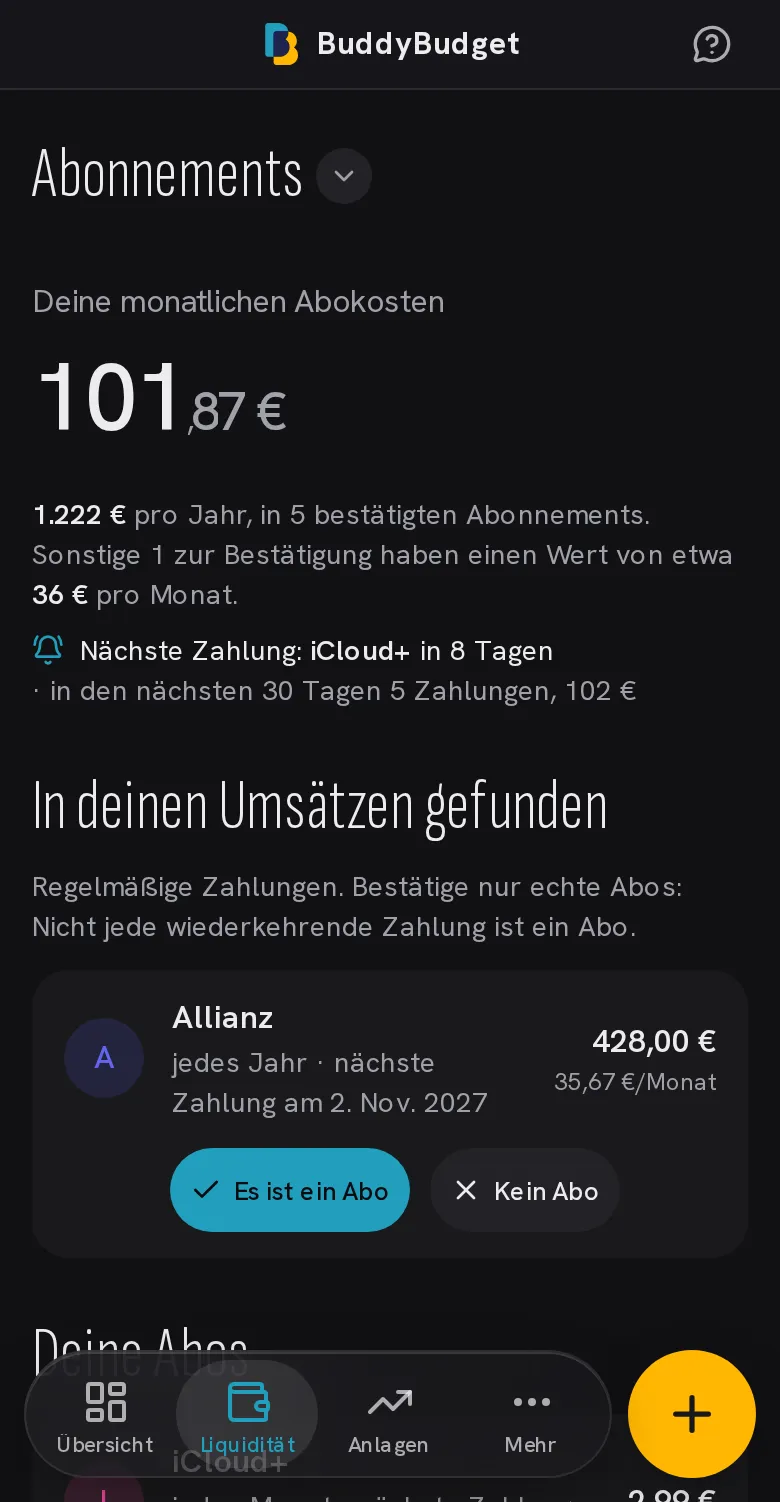 BuddyBudget
Abonnements
Deine monatlichen Abokosten
101,87 €
1.222 € pro Jahr, in 5 bestätigten Abonnements.
Sonstige 1 zur Bestätigung haben einen Wert von etwa
36 € pro Monat.
Nächste Zahlung: iCloud+ in 8 Tagen
· in den nächsten 30 Tagen 5 Zahlungen, 102 €
In deinen Umsätzen gefunden
Regelmäßige Zahlungen. Bestätige nur echte Abos:
Nicht jede wiederkehrende Zahlung ist ein Abo.
A
Allianz
428,00 €
jedes Jahr · nächste
35,67 €/Monat
Zahlung am 2. Nov. 2027
Es ist ein Abo
Kein Abo
Deine Abos
Übersicht
Liquidität
Anlagen
Mehr
iCloud+
2,99 €